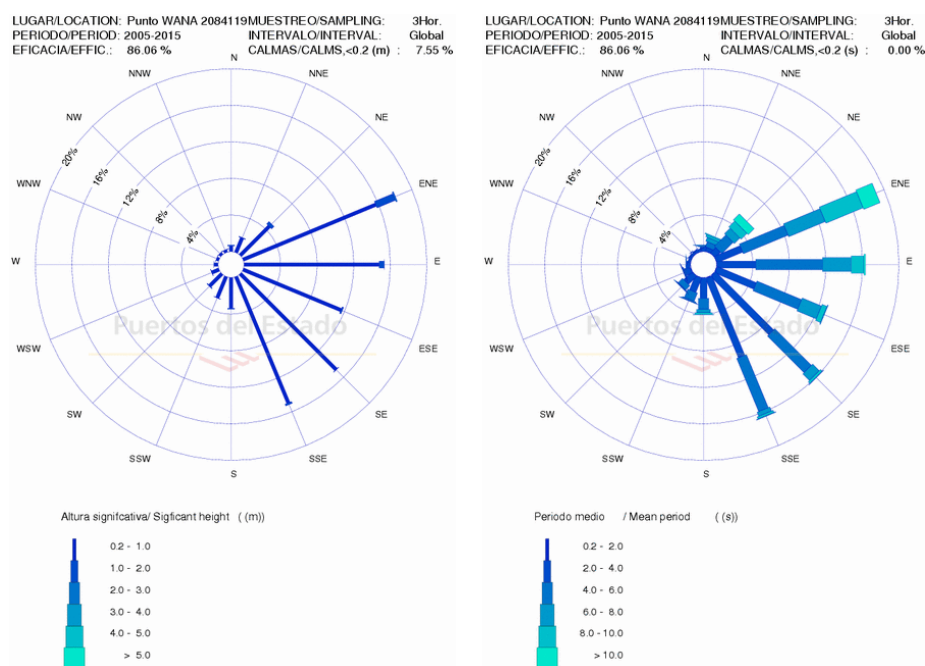 LUGAR/LOCATION: Punto WANA 2084119 MUESTREO/SAMPLING: 3Hor.
PERIODO/PERIOD: 2005-2015 INTERVALO/INTERVAL: Global
EFICACIA/EFFIC.: 86.06 % CALMAS/CALMS,<0.2 (m) : 7.55 %
N
NNW NNE
NW NE
WNW ENE
W E
WSW ESE
SW SE
SSW SSE
S
20%
16%
12%
8%
4%
Puertos del Estado
Altura signifcativa/ Sigficant height ( (m))
0.2 - 1.0
1.0 - 2.0
2.0 - 3.0
3.0 - 4.0
4.0 - 5.0
> 5.0
LUGAR/LOCATION: Punto WANA 2084119 MUESTREO/SAMPLING: 3Hor.
PERIODO/PERIOD: 2005-2015 INTERVALO/INTERVAL: Global
EFICACIA/EFFIC.: 86.06 % CALMAS/CALMS,<0.2 (s) : 0.00 %
N
NNW NNE
NW NE
WNW ENE
W E
WSW ESE
SW SE
SSW SSE
S
20%
16%
12%
8%
4%
Puertos del Estado
Periodo medio / Mean period ( (s))
0.2 - 2.0
2.0 - 4.0
4.0 - 6.0
6.0 - 8.0
8.0 - 10.0
> 10.0